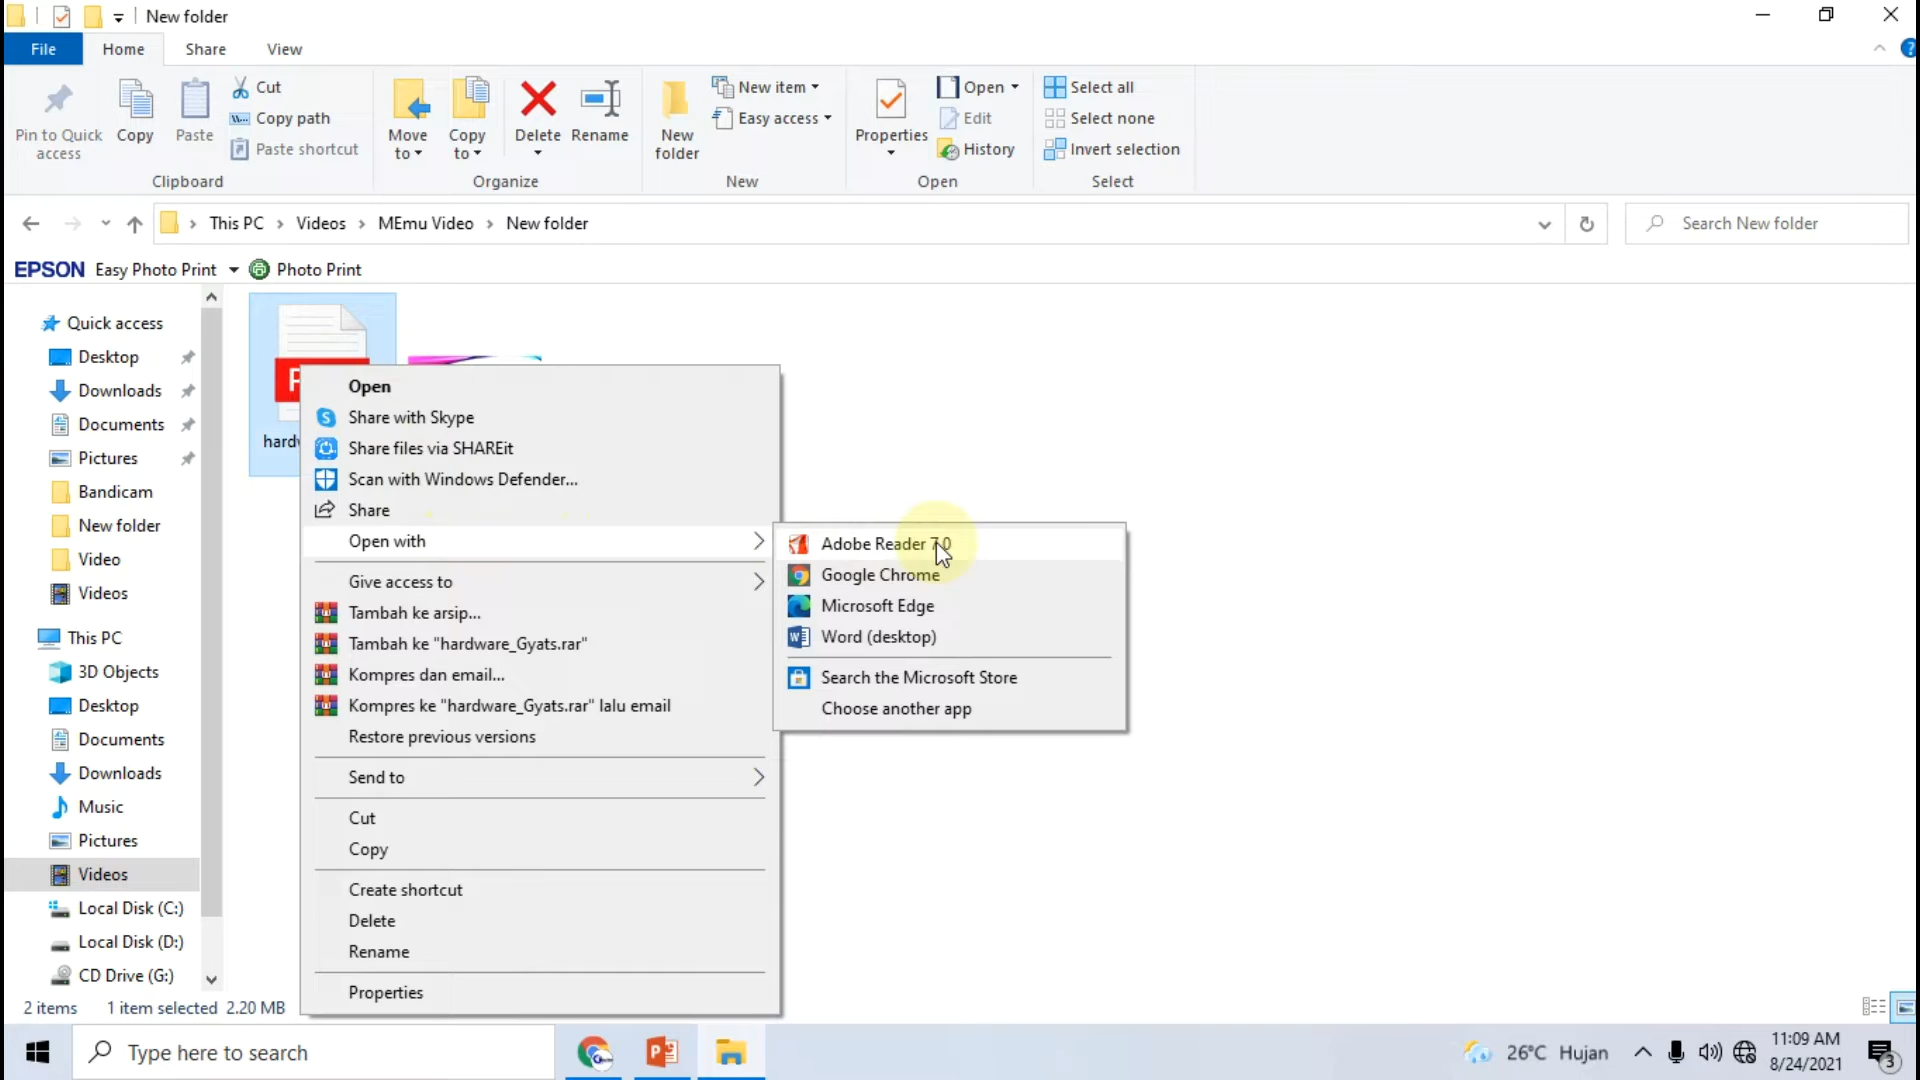 New folder
File Home Share View
Pin to Quick access
Copy
Paste
Cut
Copy path
Paste shortcut
Clipboard
Move to
Copy to
Delete
Rename
Organize
New folder
New item
Easy access
New
Properties
Open
Edit
History
Open
Select all
Select none
Invert selection
Select
This PC > Videos > MEmu Video > New folder
Search New folder
EPSON Easy Photo Print Photo Print
Quick access
Desktop
Downloads
Documents
Pictures
Bandicam
New folder
Video
Videos
This PC
3D Objects
Desktop
Documents
Downloads
Music
Pictures
Videos
Local Disk (C:)
Local Disk (D:)
CD Drive (G:)
Open
Share with Skype
Share files via SHAREit
Scan with Windows Defender...
Share
Open with
Give access to
Tambah ke arsip...
Tambah ke "hardware_Gyats.rar"
Kompres dan email...
Kompres ke "hardware_Gyats.rar" lalu email
Restore previous versions
Send to
Cut
Copy
Create shortcut
Delete
Rename
Properties
Adobe Reader 7.0
Google Chrome
Microsoft Edge
Word (desktop)
Search the Microsoft Store
Choose another app
2 items 1 item selected 2.20 MB
Type here to search
26°C Hujan
11:09 AM
8/24/2021
3